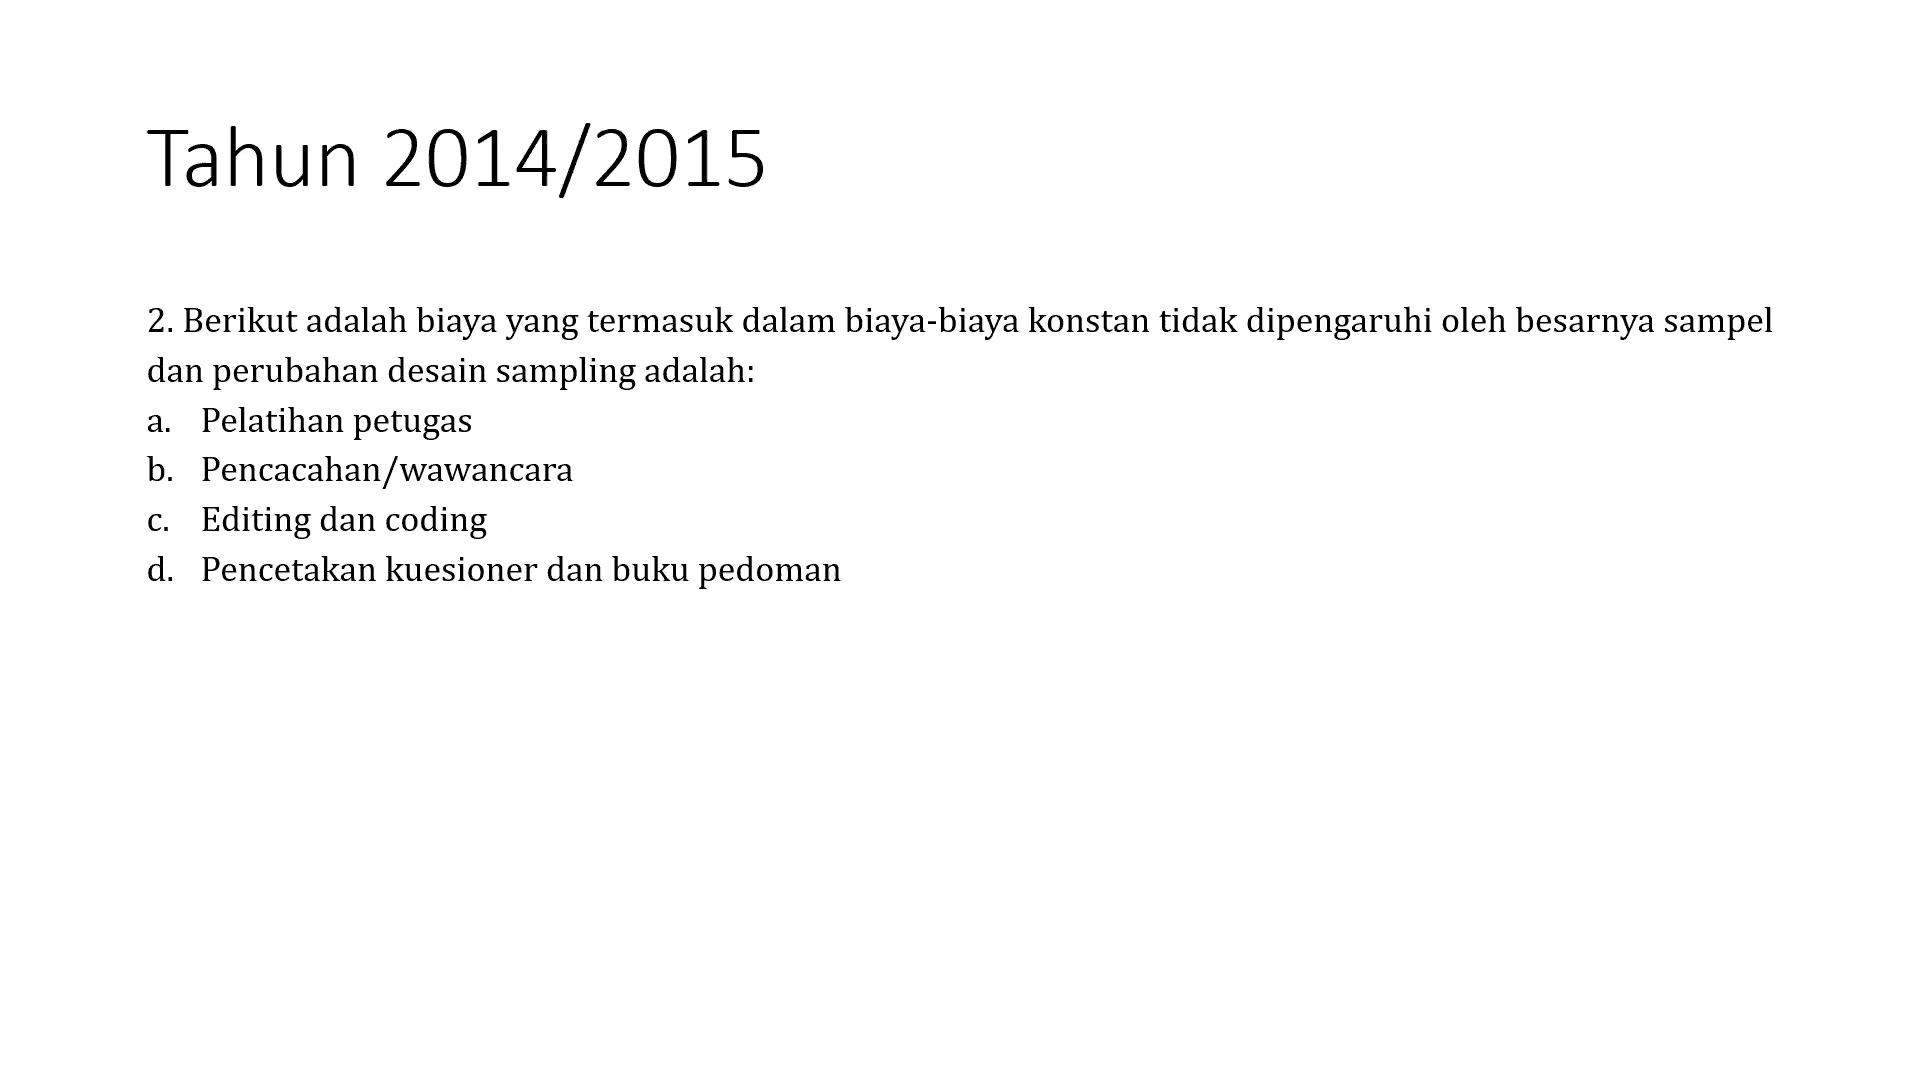 Tahun 2014/2015
2. Berikut adalah biaya yang termasuk dalam biaya-biaya konstan tidak dipengaruhi oleh besarnya sampel
dan perubahan desain sampling adalah:
a. Pelatihan petugas
b. Pencacahan/wawancara
c. Editing dan coding
d. Pencetakan kuesioner dan buku pedoman